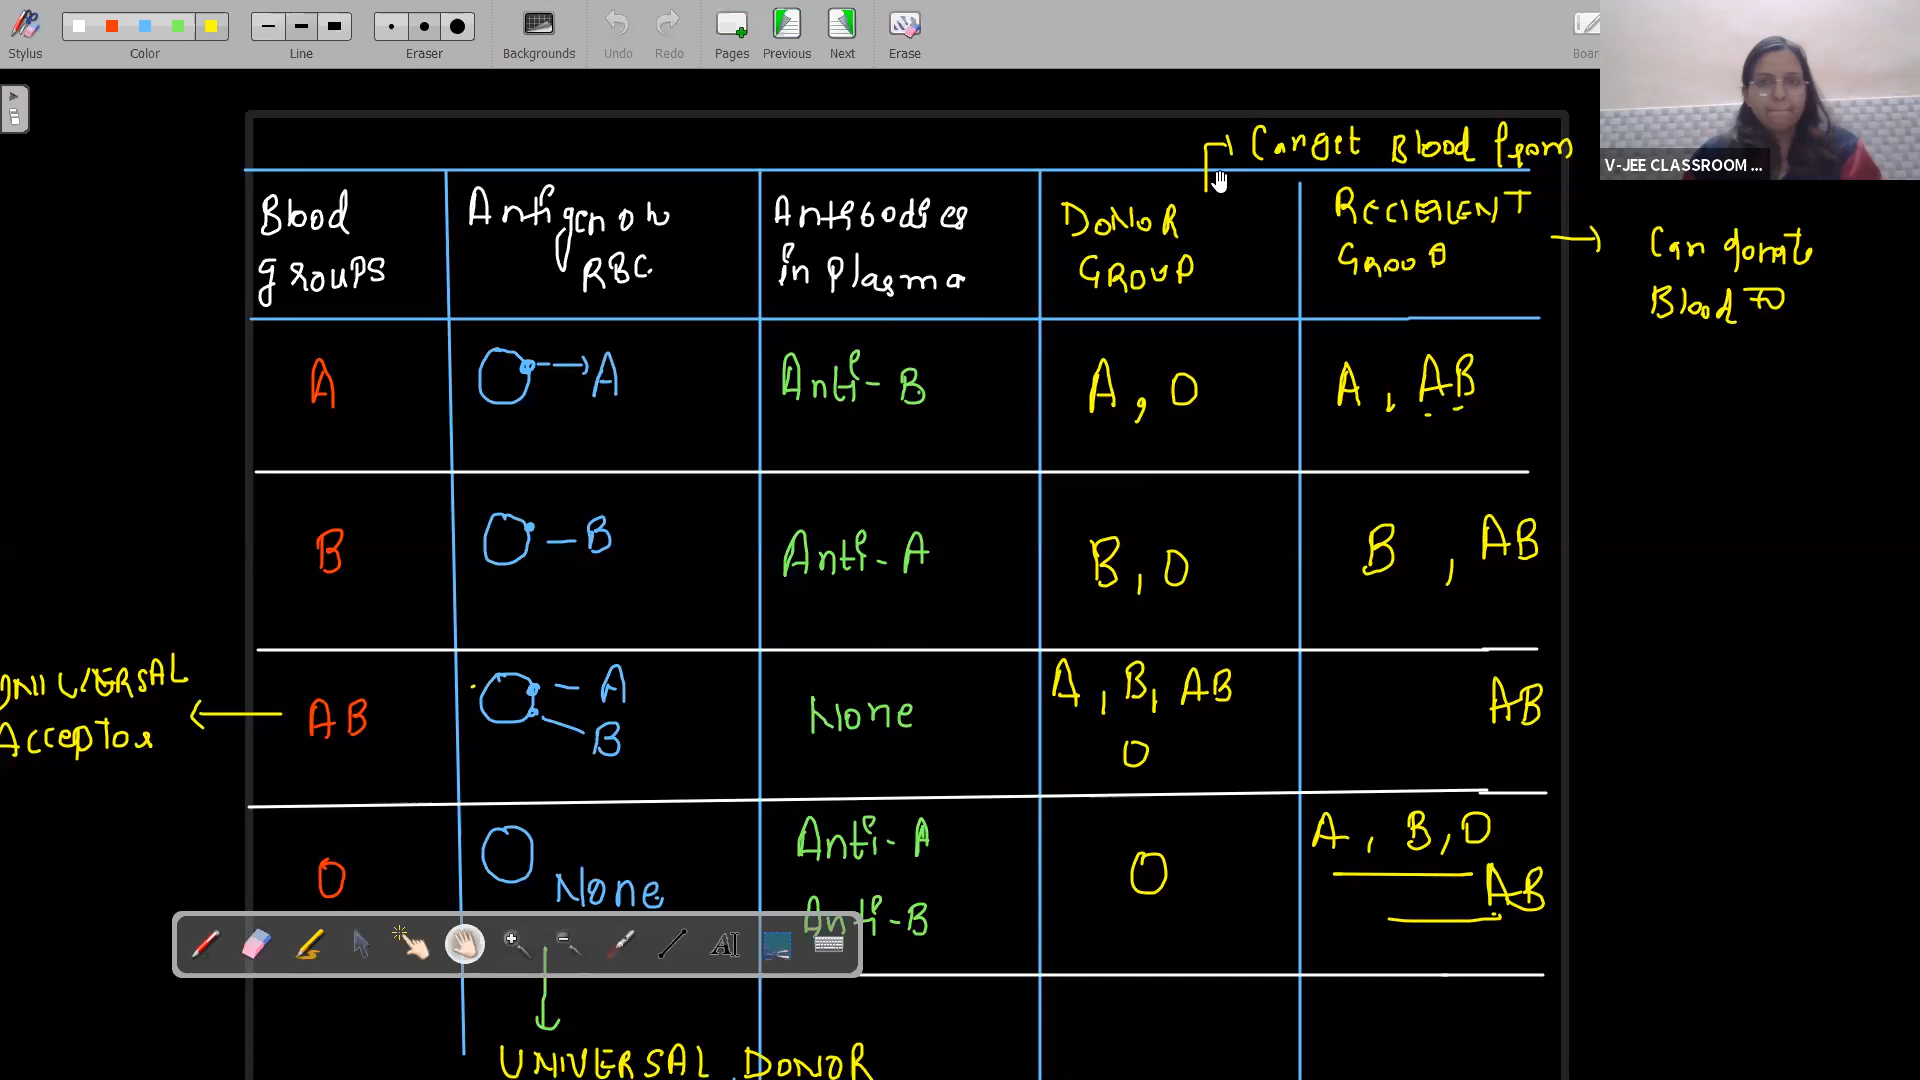 Stylus Color Line Eraser Backgrounds Undo Redo Pages Previous Next Erase
V-JEE CLASSROOM ...
Can get Blood from
Blood groups
Antigen on RBC
Antibodies in Plasma
DONOR GROUP
RECIEPIENT GROUP
Can donate Blood To
A
A
Anti-B
A, O
A, AB
B
B
Anti-A
B, O
B, AB
UNIVERSAL
Acceptor
AB
A
B
None
A, B, AB
O
AB
O
None
Anti-A
Anti-B
O
A, B, O
AB
UNIVERSAL DONOR